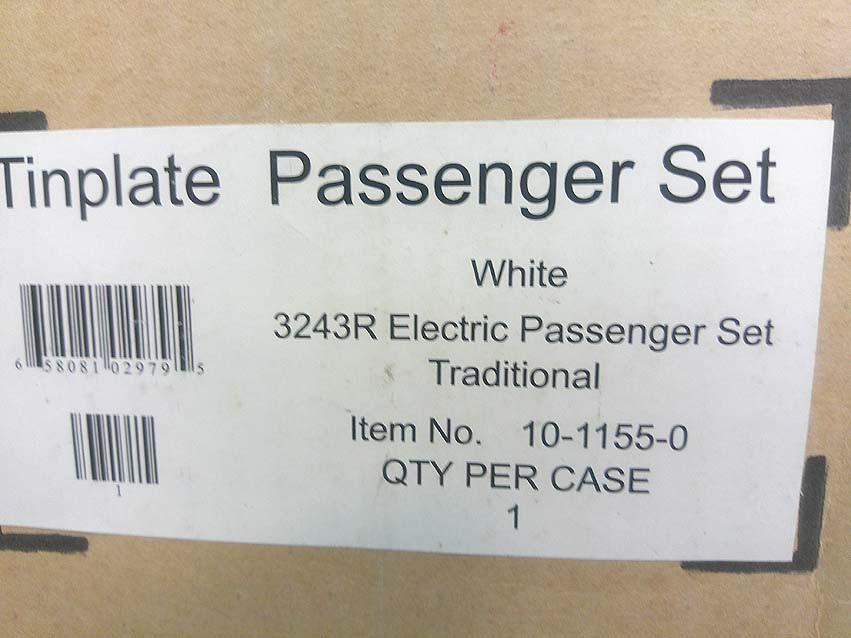 Tinplate Passenger Set
White
3243R Electric Passenger Set
Traditional
6 58081 02979 5
Item No. 10-1155-0
QTY PER CASE
1
1